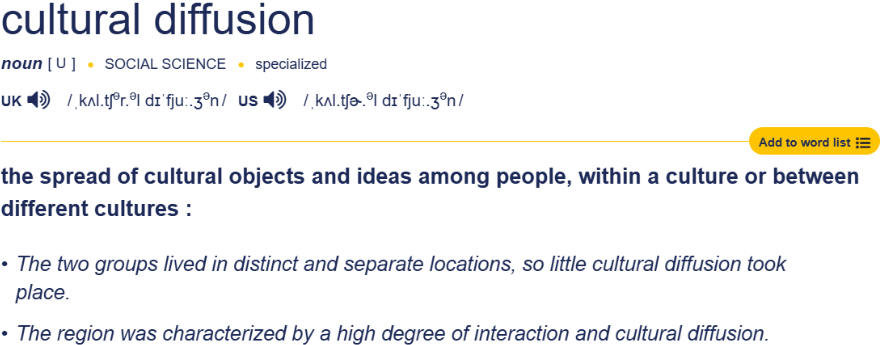 cultural diffusion
noun [ U ] • SOCIAL SCIENCE • specialized
UK /ˌkʌl.tʃᵊr.ᵊl dɪˈfjuː.ʒᵊn/ US /ˌkʌl.tʃɚ.ᵊl dɪˈfjuː.ʒᵊn/
Add to word list
the spread of cultural objects and ideas among people, within a culture or between
different cultures :
• The two groups lived in distinct and separate locations, so little cultural diffusion took
place.
• The region was characterized by a high degree of interaction and cultural diffusion.